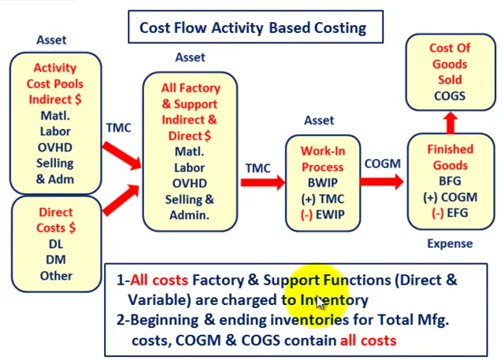 Cost Flow Activity Based Costing
Asset
Activity
Cost Pools
Indirect $
Matl.
Labor
OVHD
Selling
& Adm
Direct
Costs $
DL
DM
Other
TMC
Asset
All Factory
& Support
Indirect &
Direct $
Matl.
Labor
OVHD
Selling &
Admin.
TMC
Asset
Work-In
Process
BWIP
(+) TMC
(-) EWIP
COGM
Cost Of
Goods
Sold
COGS
Finished
Goods
BFG
(+) COGM
(-) EFG
Expense
1-All costs Factory & Support Functions (Direct &
Variable) are charged to Inventory
2-Beginning & ending inventories for Total Mfg.
costs, COGM & COGS contain all costs